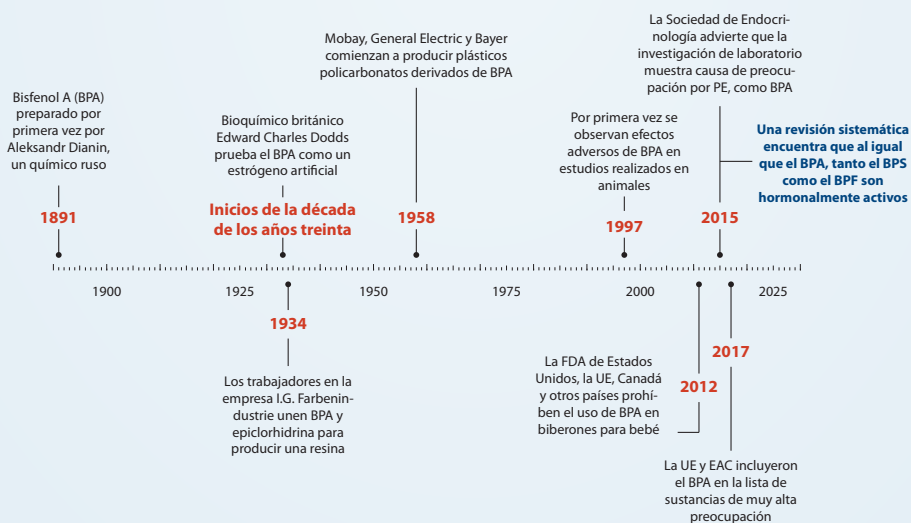 Bisfenol A (BPA)
preparado por
primera vez por
Aleksandr Dianin,
un químico ruso
1891
Bioquímico británico
Edward Charles Dodds
prueba el BPA como un
estrógeno artificial
Inicios de la década
de los años treinta
Mobay, General Electric y Bayer
comienzan a producir plásticos
policarbonatos derivados de BPA
1958
Por primera vez se
observan efectos
adversos de BPA en
estudios realizados en
animales
1997
La Sociedad de Endocri-
nología advierte que la
investigación de laboratorio
muestra causa de preocu-
pación por PE, como BPA
2015
Una revisión sistemática
encuentra que al igual
que el BPA, tanto el BPS
como el BPF son
hormonalmente activos
1900
1925
1950
1975
2000
2025
1934
Los trabajadores en la
empresa I.G. Farbenin-
dustrie unen BPA y
epiclorhidrina para
producir una resina
La FDA de Estados
Unidos, la UE, Canadá
y otros países prohí-
ben el uso de BPA en
biberones para bebé
2012
2017
La UE y EAC incluyeron
el BPA en la lista de
sustancias de muy alta
preocupación